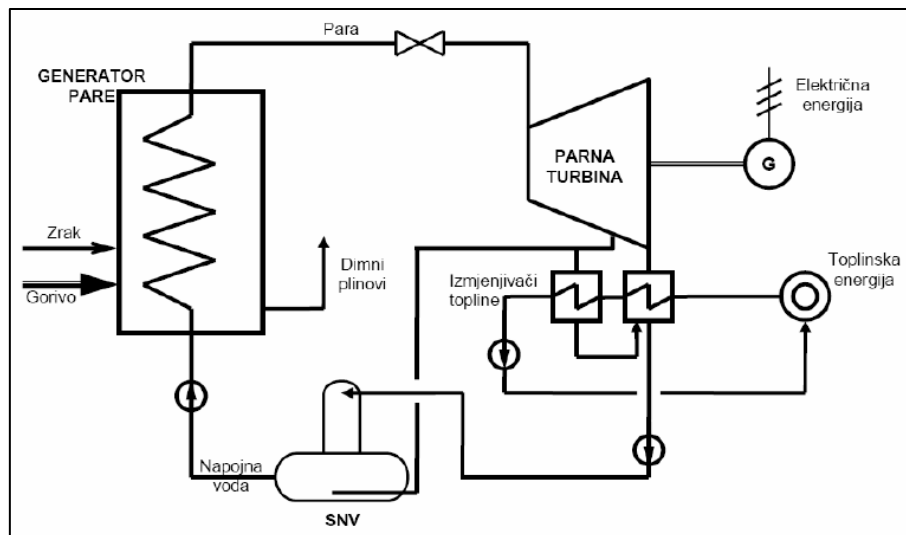 Para
GENERATOR
PARE
Električna
energija
PARNA
TURBINA
G
Zrak
Gorivo
Dimni
plinovi
Izmjenjivači
topline
Toplinska
energija
Napojna
voda
SNV